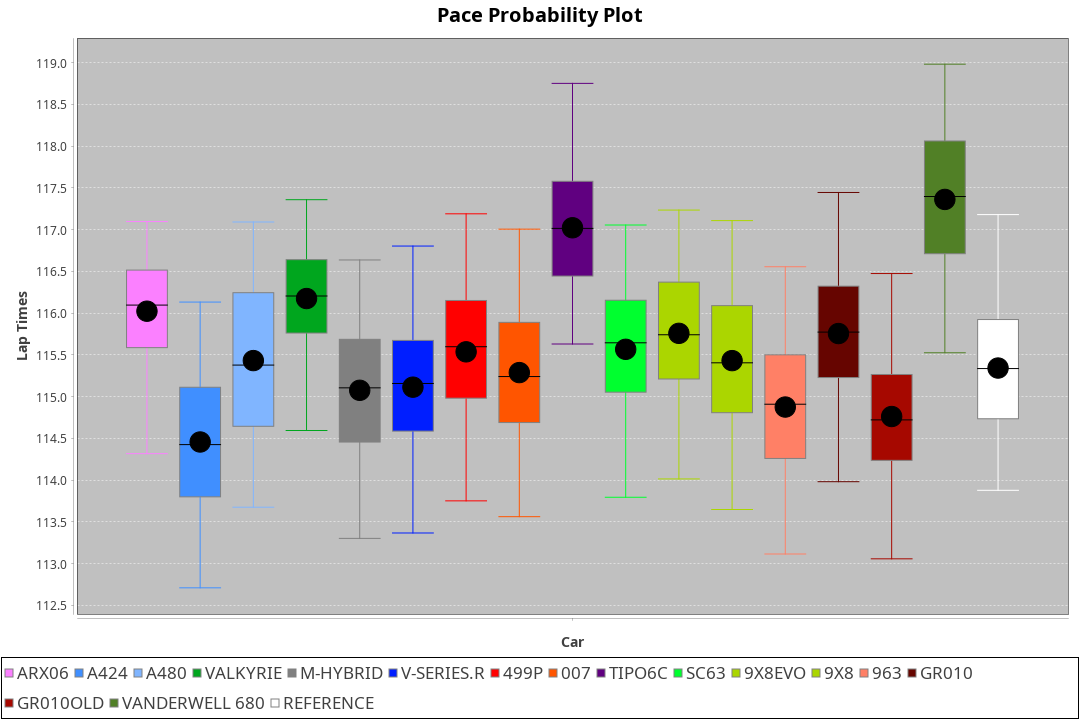 Pace Probability Plot
119.0
118.5
118.0
117.5
117.0
116.5
116.0
115.5
115.0
114.5
114.0
113.5
113.0
112.5
Lap Times
Car
ARX06 A424 A480 VALKYRIE M-HYBRID V-SERIES.R 499P 007 TIPO6C SC63 9X8EVO 9X8 963 GR010
GR010OLD VANDERWELL 680 REFERENCE